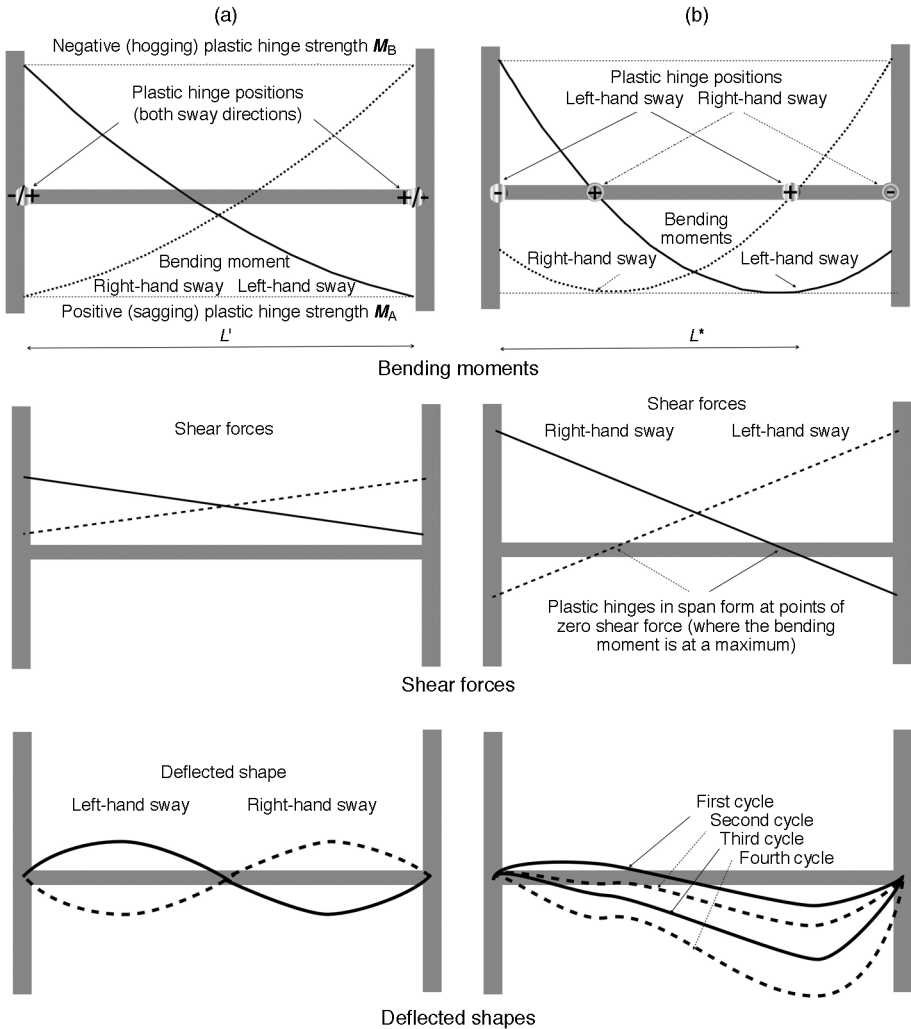 (a)
Negative (hogging) plastic hinge strength MB
Plastic hinge positions
(both sway directions)
-/+
+/-
Bending moment
Right-hand sway Left-hand sway
Positive (sagging) plastic hinge strength MA
L'
(b)
Plastic hinge positions
Left-hand sway Right-hand sway
-
+
+
-
Bending
moments
Right-hand sway
Left-hand sway
L*
Bending moments
Shear forces
Shear forces
Right-hand sway Left-hand sway
Plastic hinges in span form at points of
zero shear force (where the bending
moment is at a maximum)
Shear forces
Deflected shape
Left-hand sway Right-hand sway
First cycle
Second cycle
Third cycle
Fourth cycle
Deflected shapes